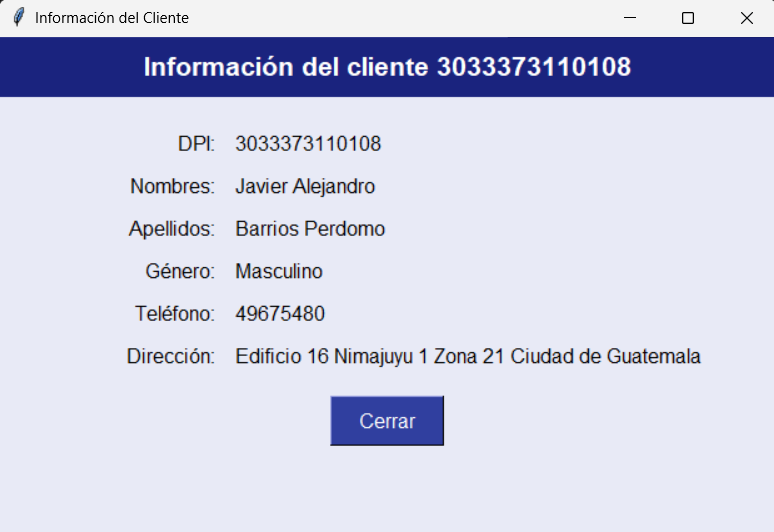 Información del Cliente
Información del cliente 3033373110108
DPI: 3033373110108
Nombres: Javier Alejandro
Apellidos: Barrios Perdomo
Género: Masculino
Teléfono: 49675480
Dirección: Edificio 16 Nimajuyu 1 Zona 21 Ciudad de Guatemala
Cerrar